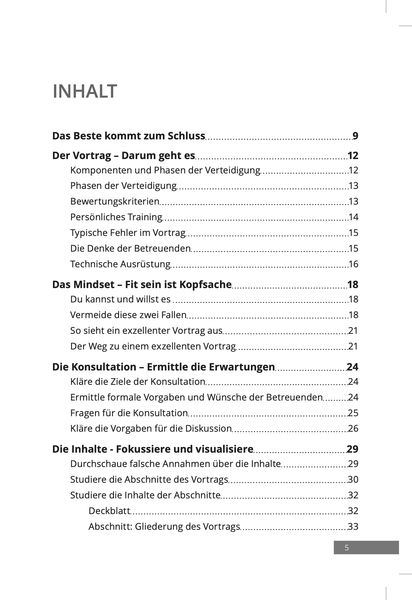 INHALT
Das Beste kommt zum Schluss 9
Der Vortrag – Darum geht es 12
Komponenten und Phasen der Verteidigung 12
Phasen der Verteidigung 13
Bewertungskriterien 13
Persönliches Training 14
Typische Fehler im Vortrag 15
Die Denke der Betreuenden 15
Technische Ausrüstung 16
Das Mindset – Fit sein ist Kopfsache 18
Du kannst und willst es 18
Vermeide diese zwei Fallen 18
So sieht ein exzellenter Vortrag aus 21
Der Weg zu einem exzellenten Vortrag 21
Die Konsultation – Ermittle die Erwartungen 24
Kläre die Ziele der Konsultation 24
Ermittle formale Vorgaben und Wünsche der Betreuenden 24
Fragen für die Konsultation 25
Kläre die Vorgaben für die Diskussion 26
Die Inhalte - Fokussiere und visualisiere 29
Durchschaue falsche Annahmen über die Inhalte 29
Studiere die Abschnitte des Vortrags 30
Studiere die Inhalte der Abschnitte 32
Deckblatt 32
Abschnitt: Gliederung des Vortrags 33
5